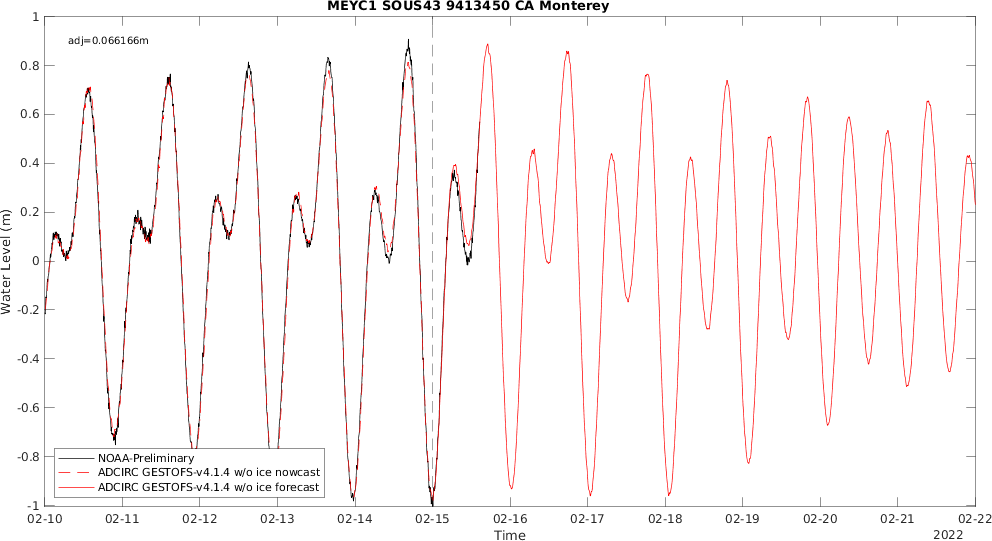 MEYC1 SOUS43 9413450 CA Monterey
adj=0.066166m
1
0.8
0.6
0.4
0.2
0
-0.2
-0.4
-0.6
-0.8
-1
Water Level (m)
NOAA-Preliminary
ADCIRC GESTOFS-v4.1.4 w/o ice nowcast
ADCIRC GESTOFS-v4.1.4 w/o ice forecast
02-10 02-11 02-12 02-13 02-14 02-15 02-16 02-17 02-18 02-19 02-20 02-21 02-22
Time
2022